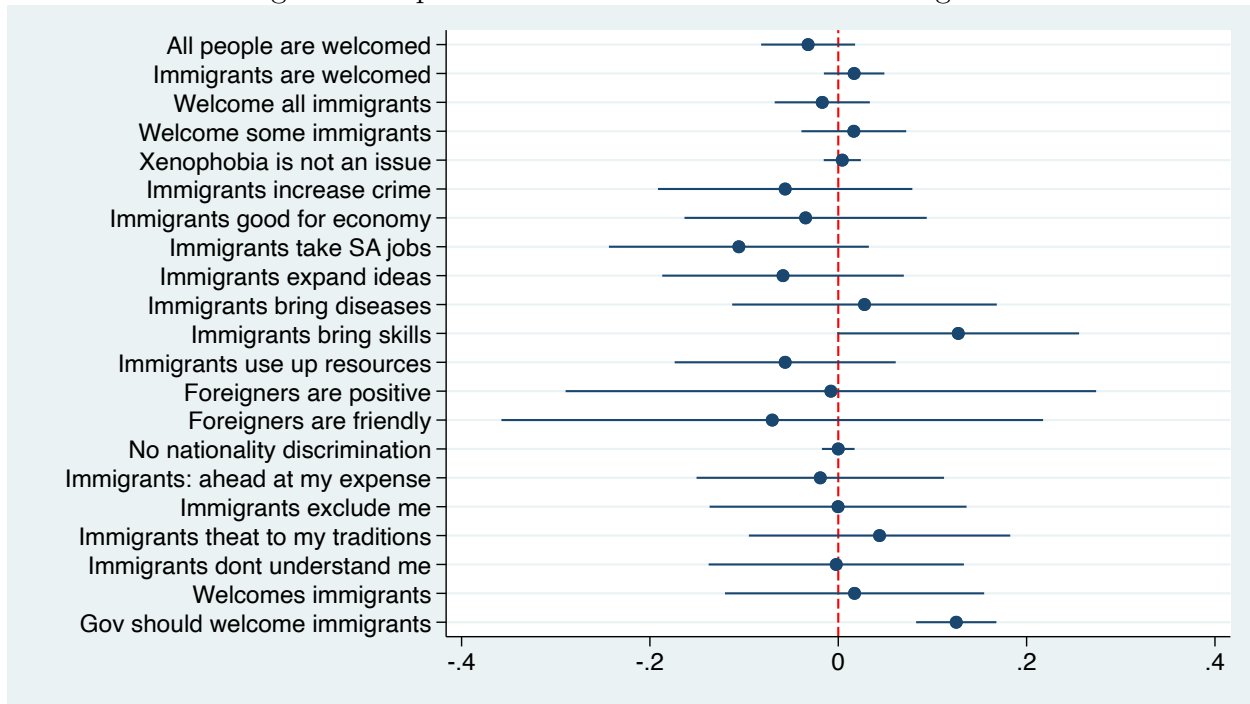 All people are welcomed
Immigrants are welcomed
Welcome all immigrants
Welcome some immigrants
Xenophobia is not an issue
Immigrants increase crime
Immigrants good for economy
Immigrants take SA jobs
Immigrants expand ideas
Immigrants bring diseases
Immigrants bring skills
Immigrants use up resources
Foreigners are positive
Foreigners are friendly
No nationality discrimination
Immigrants: ahead at my expense
Immigrants exclude me
Immigrants theat to my traditions
Immigrants dont understand me
Welcomes immigrants
Gov should welcome immigrants
-.4 -.2 0 .2 .4